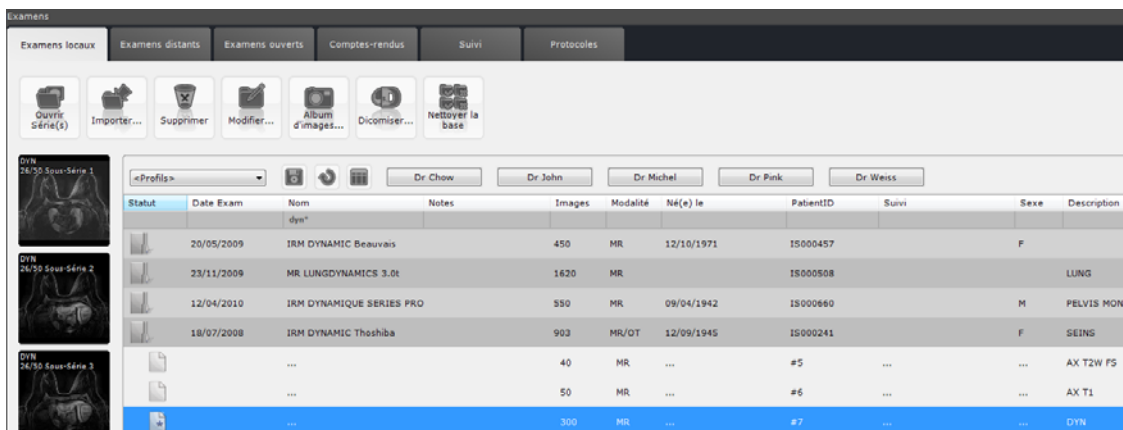 Examens
Examens locaux Examens distants Examens ouverts Comptes-rendus Suivi Protocoles
Ouvrir Série(s) Importer... Supprimer Modifier... Album d'images... Dicomiser... Nettoyer la base
DYN
26/50 Sous-Série 1
<Profils> Dr Chow Dr John Dr Michel Dr Pink Dr Weiss
Statut Date Exam Nom Notes Images Modalité Né(e) le PatientID Suivi Sexe Description
dyn*
20/05/2009 IRM DYNAMIC Beauvais 450 MR 12/10/1971 IS000457 F
DYN
26/50 Sous-Série 2
23/11/2009 MR LUNGDYNAMICS 3.0t 1620 MR IS000508 LUNG
12/04/2010 IRM DYNAMIQUE SERIES PRO 550 MR 09/04/1942 IS000660 M PELVIS MON
18/07/2008 IRM DYNAMIC Thoshiba 903 MR/OT 12/09/1945 IS000241 F SEINS
DYN
26/50 Sous-Série 3
... 40 MR ... #5 ... ... AX T2W FS
... 50 MR ... #6 ... ... AX T1
... 300 MR ... #7 ... ... DYN